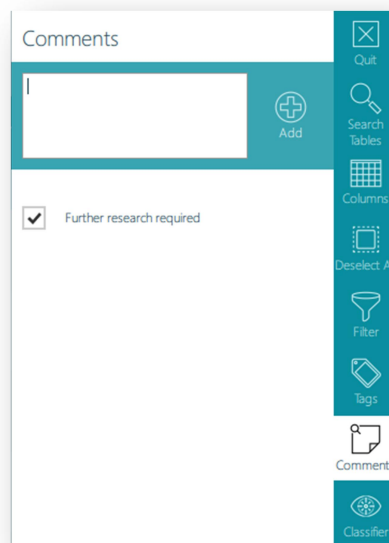 Comments
Add
Further research required
Quit
Search
Tables
Columns
Deselect A
Filter
Tags
Comment
Classifier